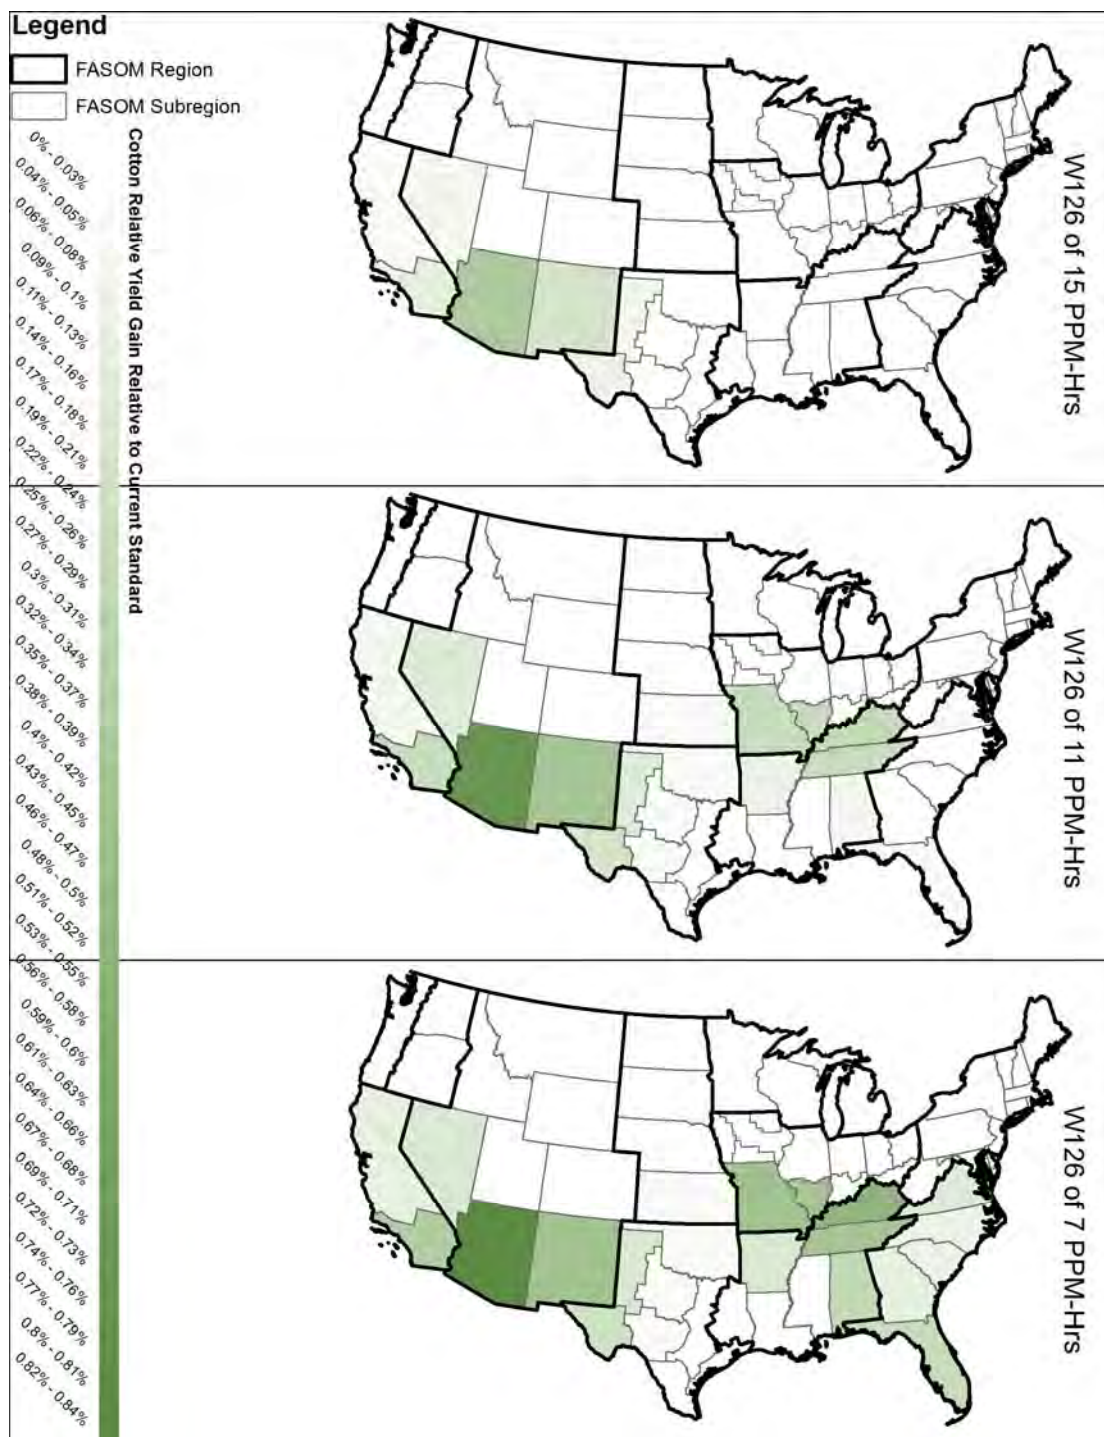 Legend
FASOM Region
FASOM Subregion
Cotton Relative Yield Gain Relative to Current Standard
0% - 0.03%
0.04% - 0.05%
0.06% - 0.08%
0.09% - 0.1%
0.11% - 0.13%
0.14% - 0.16%
0.17% - 0.18%
0.19% - 0.21%
0.22% - 0.24%
0.25% - 0.26%
0.27% - 0.29%
0.3% - 0.31%
0.32% - 0.34%
0.35% - 0.37%
0.38% - 0.39%
0.4% - 0.42%
0.43% - 0.45%
0.46% - 0.47%
0.48% - 0.5%
0.51% - 0.52%
0.53% - 0.55%
0.56% - 0.58%
0.59% - 0.6%
0.61% - 0.63%
0.64% - 0.66%
0.67% - 0.68%
0.69% - 0.71%
0.72% - 0.73%
0.74% - 0.76%
0.77% - 0.79%
0.8% - 0.81%
0.82% - 0.84%
W126 of 15 PPM-Hrs
W126 of 11 PPM-Hrs
W126 of 7 PPM-Hrs